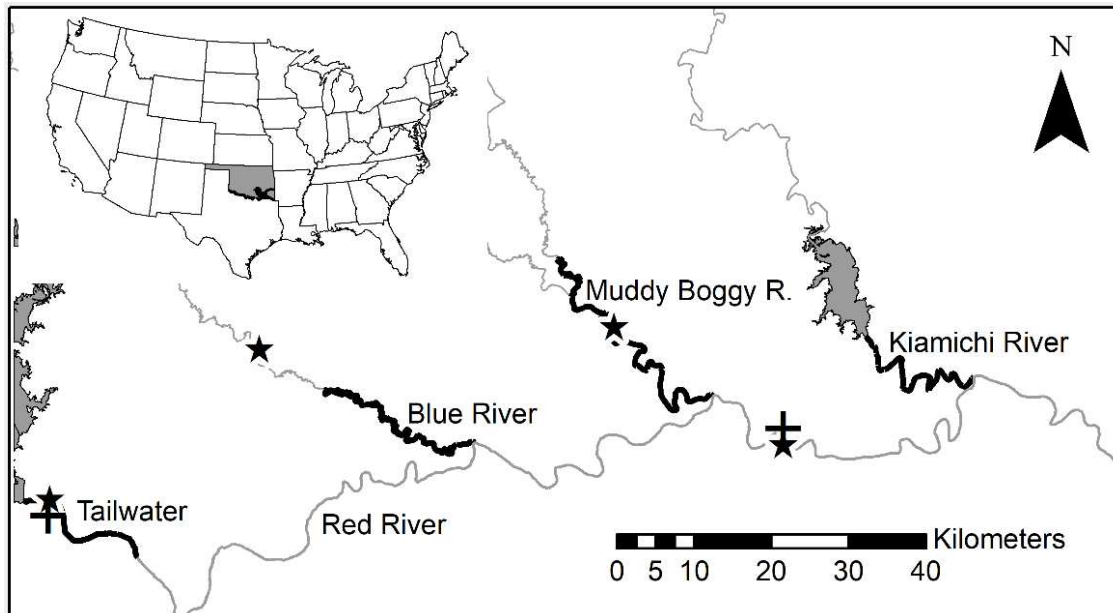 N
Muddy Boggy R.
Kiamichi River
Blue River
Tailwater
Red River
Kilometers
0 5 10 20 30 40